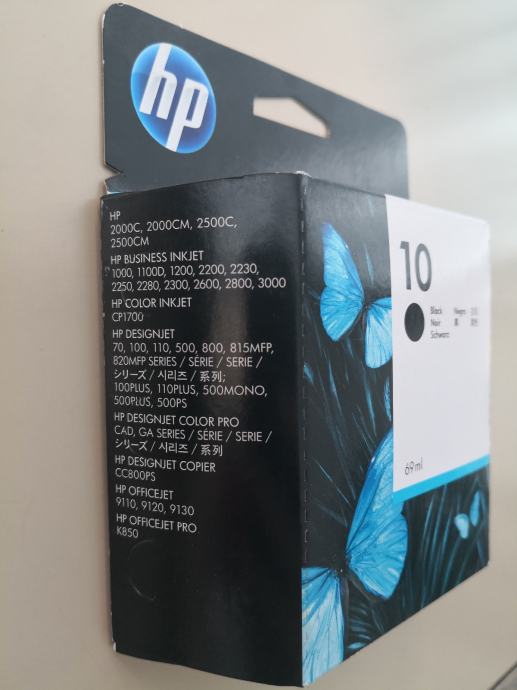 hp
HP
2000C, 2000CM, 2500C,
2500CM
HP BUSINESS INKJET
1000, 1100D, 1200, 2200, 2230,
2250, 2280, 2300, 2600, 2800, 3000
HP COLOR INKJET
CP1700
HP DESIGNJET
70, 100, 110, 500, 800, 815MFP,
820MFP SERIES / SÉRIE / SERIE /
シリーズ / 시리즈 / 系列;
100PLUS, 110PLUS, 500MONO,
500PLUS, 500PS
HP DESIGNJET COLOR PRO
CAD, GA SERIES / SÉRIE / SERIE /
シリーズ / 시리즈 / 系列
HP DESIGNJET COPIER
CC800PS
HP OFFICEJET
9110, 9120, 9130
HP OFFICEJET PRO
K850
10
Black Negro
Noir
Schwarz
69 ml